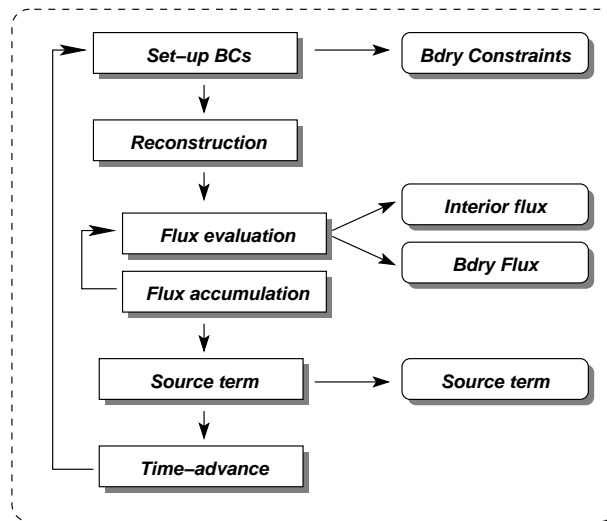 Set–up BCs
Bdry Constraints
Reconstruction
Flux evaluation
Interior flux
Bdry Flux
Flux accumulation
Source term
Source term
Time–advance